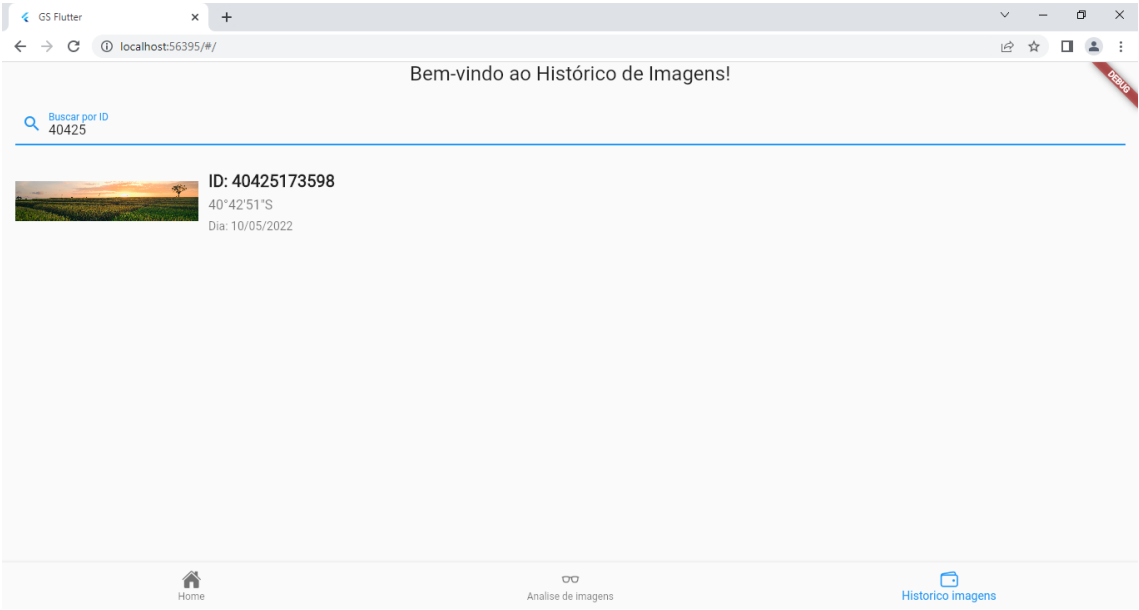 GS Flutter
localhost:56395/#/
Bem-vindo ao Histórico de Imagens!
DEBUG
Buscar por ID
40425
ID: 40425173598
40°42'51"S
Dia: 10/05/2022
Home
Analise de imagens
Historico imagens